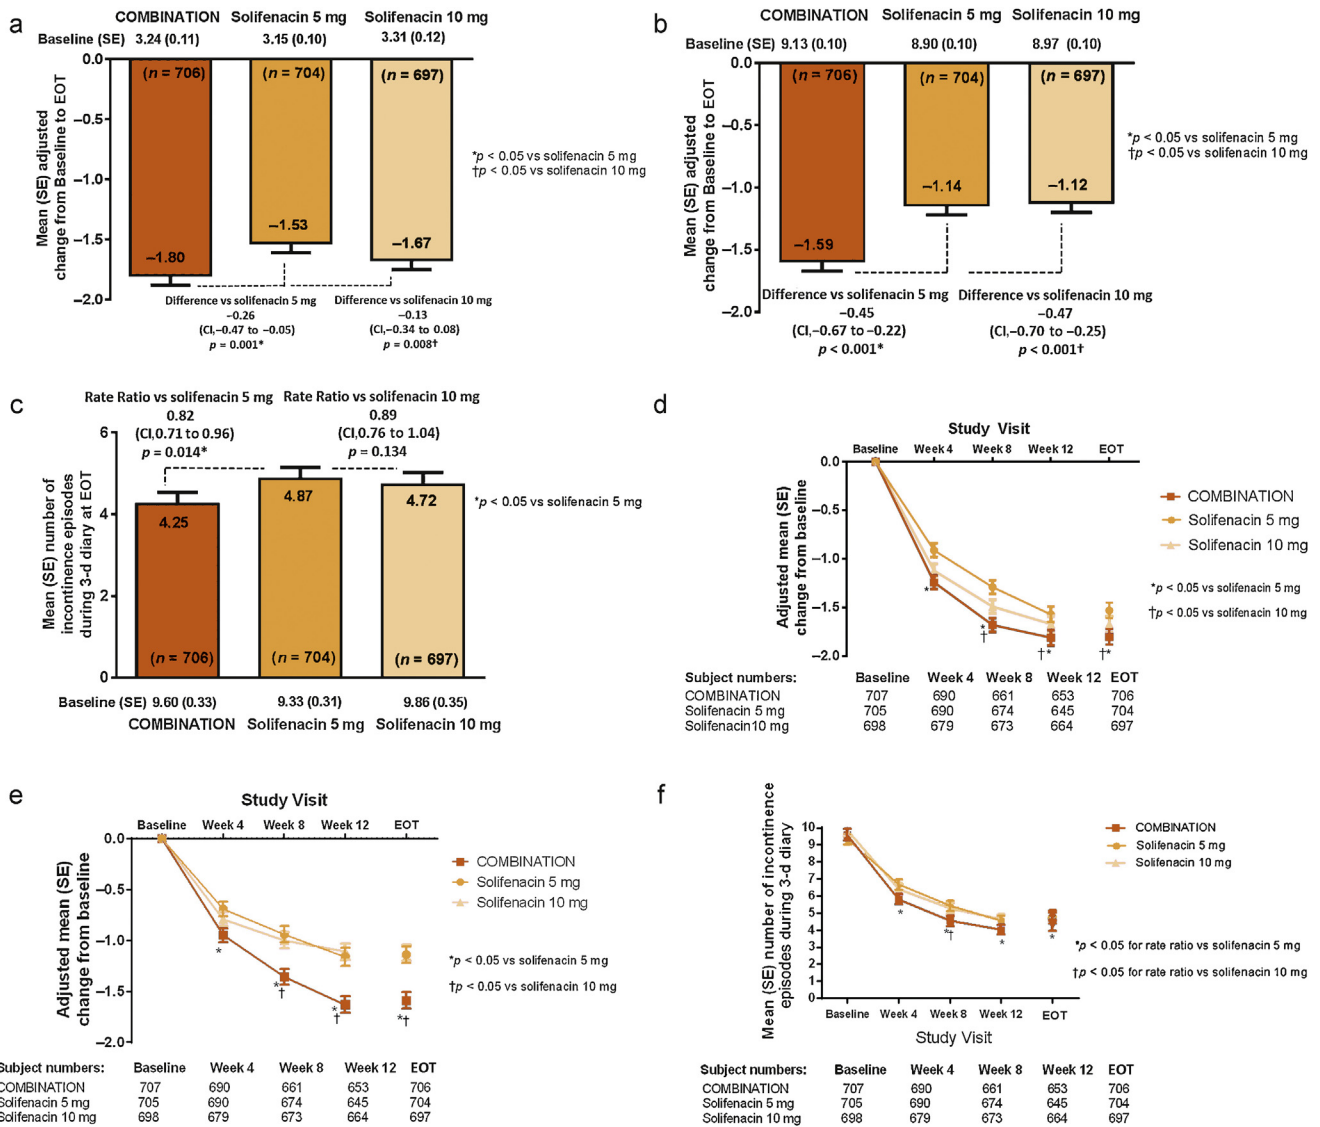 a
COMBINATION Solifenacin 5 mg Solifenacin 10 mg
Baseline (SE) 3.24 (0.11) 3.15 (0.10) 3.31 (0.12)
Mean (SE) adjusted
change from Baseline to EOT
0.0
–0.5
–1.0
–1.5
–2.0
(n = 706) (n = 704) (n = 697)
–1.80 –1.53 –1.67
*p < 0.05 vs solifenacin 5 mg
†p < 0.05 vs solifenacin 10 mg
Difference vs solifenacin 5 mg Difference vs solifenacin 10 mg
–0.26 –0.13
(CI,–0.47 to –0.05) (CI,–0.34 to 0.08)
p = 0.001* p = 0.008†
b
COMBINATION Solifenacin 5 mg Solifenacin 10 mg
Baseline (SE) 9.13 (0.10) 8.90 (0.10) 8.97 (0.10)
Mean (SE) adjusted
change from Baseline to EOT
0.0
–0.5
–1.0
–1.5
–2.0
(n = 706) (n = 704) (n = 697)
–1.59 –1.14 –1.12
*p < 0.05 vs solifenacin 5 mg
†p < 0.05 vs solifenacin 10 mg
Difference vs solifenacin 5 mg Difference vs solifenacin 10 mg
–0.45 –0.47
(CI,–0.67 to –0.22) (CI,–0.70 to –0.25)
p < 0.001* p < 0.001†
c
Rate Ratio vs solifenacin 5 mg Rate Ratio vs solifenacin 10 mg
0.82 0.89
(CI,0.71 to 0.96) (CI,0.76 to 1.04)
p = 0.014* p = 0.134
Mean (SE) number of
incontinence episodes
during 3-d diary at EOT
6
4
2
0
4.25 4.87 4.72
(n = 706) (n = 704) (n = 697)
*p < 0.05 vs solifenacin 5 mg
Baseline (SE) 9.60 (0.33) 9.33 (0.31) 9.86 (0.35)
COMBINATION Solifenacin 5 mg Solifenacin 10 mg
d
Study Visit
Baseline Week 4 Week 8 Week 12 EOT
Adjusted mean (SE)
change from baseline
0.0
–0.5
–1.0
–1.5
–2.0
*
*
†
†*
†*
COMBINATION
Solifenacin 5 mg
Solifenacin 10 mg
*p < 0.05 vs solifenacin 5 mg
†p < 0.05 vs solifenacin 10 mg
Subject numbers: Baseline Week 4 Week 8 Week 12 EOT
COMBINATION 707 690 661 653 706
Solifenacin 5 mg 705 690 674 645 704
Solifenacin10 mg 698 679 673 664 697
e
Study Visit
Baseline Week 4 Week 8 Week 12 EOT
Adjusted mean (SE)
change from baseline
0.0
–0.5
–1.0
–1.5
–2.0
*
*†
*†
*†
COMBINATION
Solifenacin 5 mg
Solifenacin 10 mg
*p < 0.05 vs solifenacin 5 mg
†p < 0.05 vs solifenacin 10 mg
Subject numbers: Baseline Week 4 Week 8 Week 12 EOT
COMBINATION 707 690 661 653 706
Solifenacin 5 mg 705 690 674 645 704
Solifenacin 10 mg 698 679 673 664 697
f
Mean (SE) number of incontinence
episodes during 3-d diary
10
9
8
7
6
5
4
3
2
1
0
*
*†
*
*
COMBINATION
Solifenacin 5 mg
Solifenacin 10 mg
*p < 0.05 for rate ratio vs solifenacin 5 mg
†p < 0.05 for rate ratio vs solifenacin 10 mg
Baseline Week 4 Week 8 Week 12 EOT
Study Visit
Subject numbers: Baseline Week 4 Week 8 Week 12 EOT
COMBINATION 707 690 661 653 706
Solifenacin 5 mg 705 690 674 645 704
Solifenacin 10 mg 698 679 673 664 697